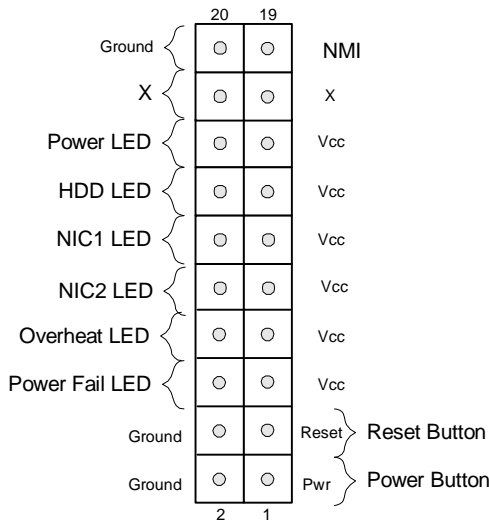 20 19
Ground NMI
X X
Power LED Vcc
HDD LED Vcc
NIC1 LED Vcc
NIC2 LED Vcc
Overheat LED Vcc
Power Fail LED Vcc
Ground Reset Reset Button
Ground Pwr Power Button
2 1